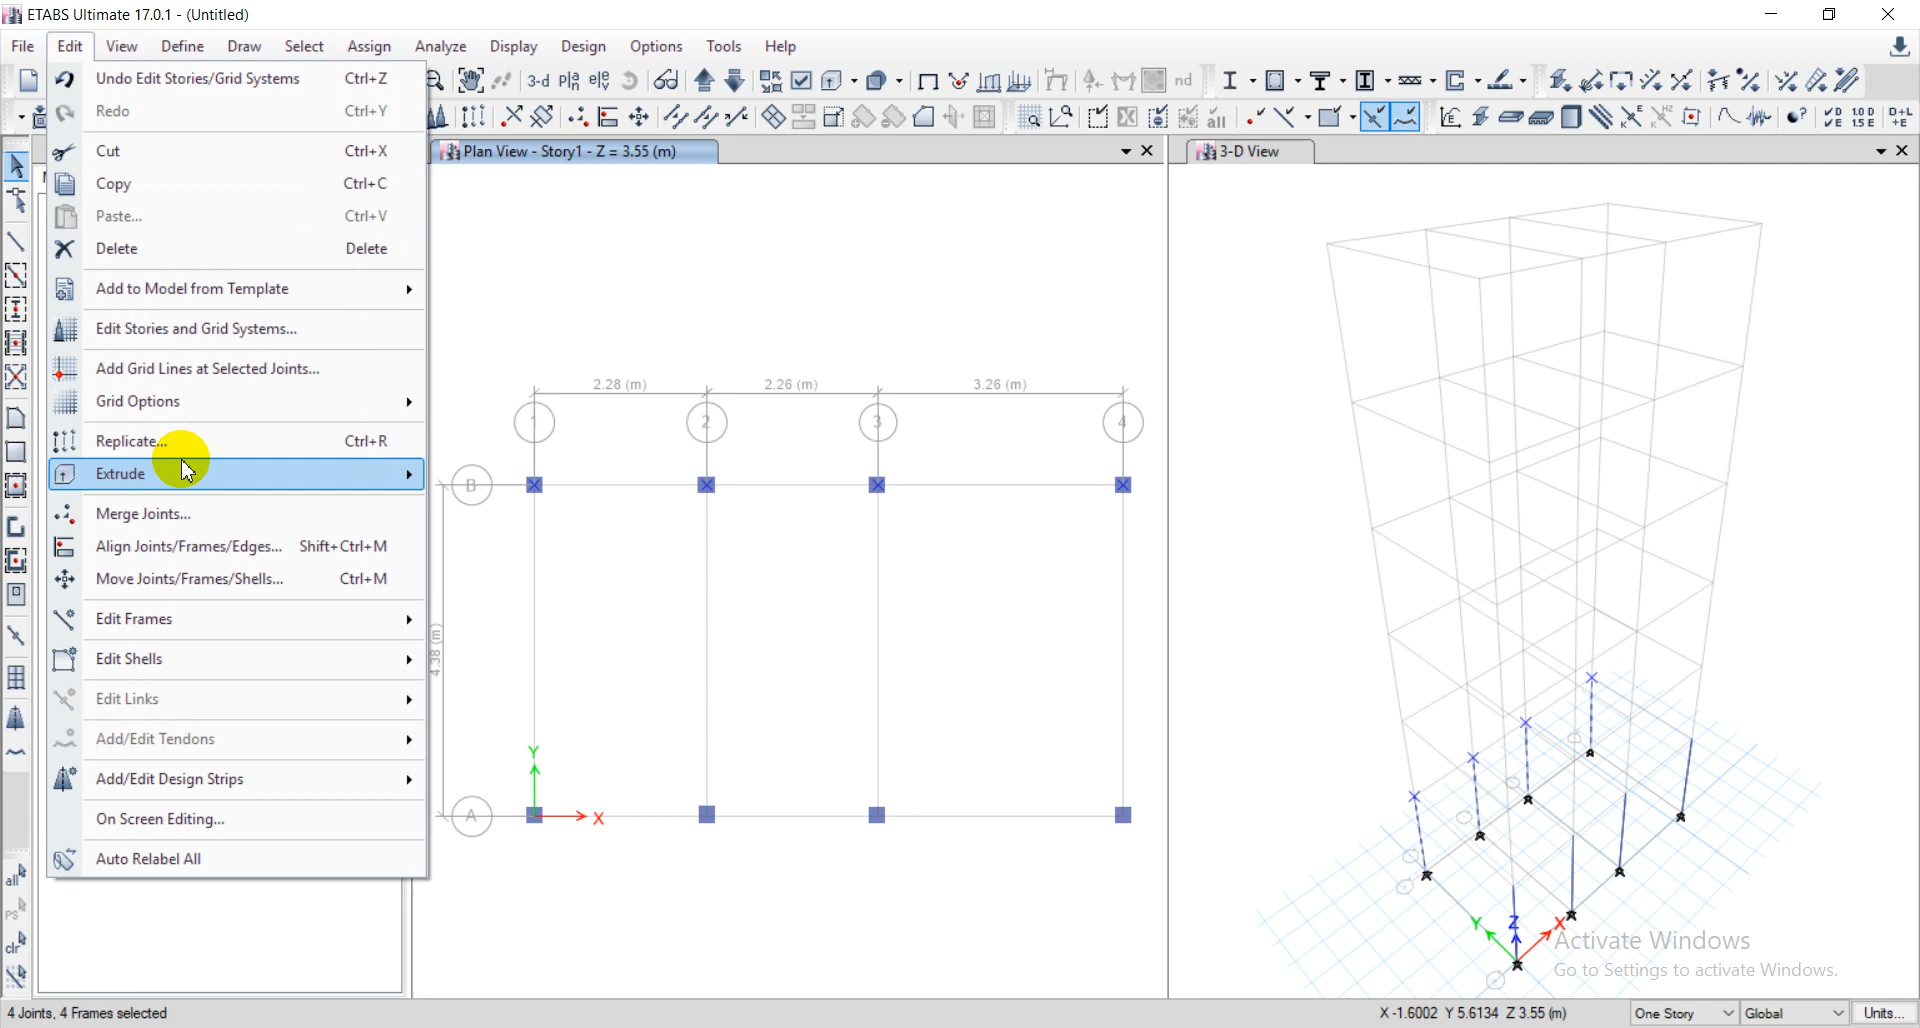 ETABS Ultimate 17.0.1 - (Untitled)
File Edit View Define Draw Select Assign Analyze Display Design Options Tools Help
3-d nd
all
Undo Edit Stories/Grid Systems Ctrl+Z
Redo Ctrl+Y
Cut Ctrl+X
Copy Ctrl+C
Paste... Ctrl+V
Delete Delete
Add to Model from Template
Edit Stories and Grid Systems...
Add Grid Lines at Selected Joints...
Grid Options
Replicate... Ctrl+R
Extrude
Merge Joints...
Align Joints/Frames/Edges... Shift+Ctrl+M
Move Joints/Frames/Shells... Ctrl+M
Edit Frames
Edit Shells
Edit Links
Add/Edit Tendons
Add/Edit Design Strips
On Screen Editing...
Auto Relabel All
all
ps
clr
Plan View - Story1 - Z = 3.55 (m)
2.28 (m) 2.26 (m) 3.26 (m)
1 2 3 4
B
4.38 (m)
Y
A X
3-D View
Y Z X
Activate Windows
Go to Settings to activate Windows.
4 Joints, 4 Frames selected
X -1.6002 Y 5.6134 Z 3.55 (m)
One Story Global Units...